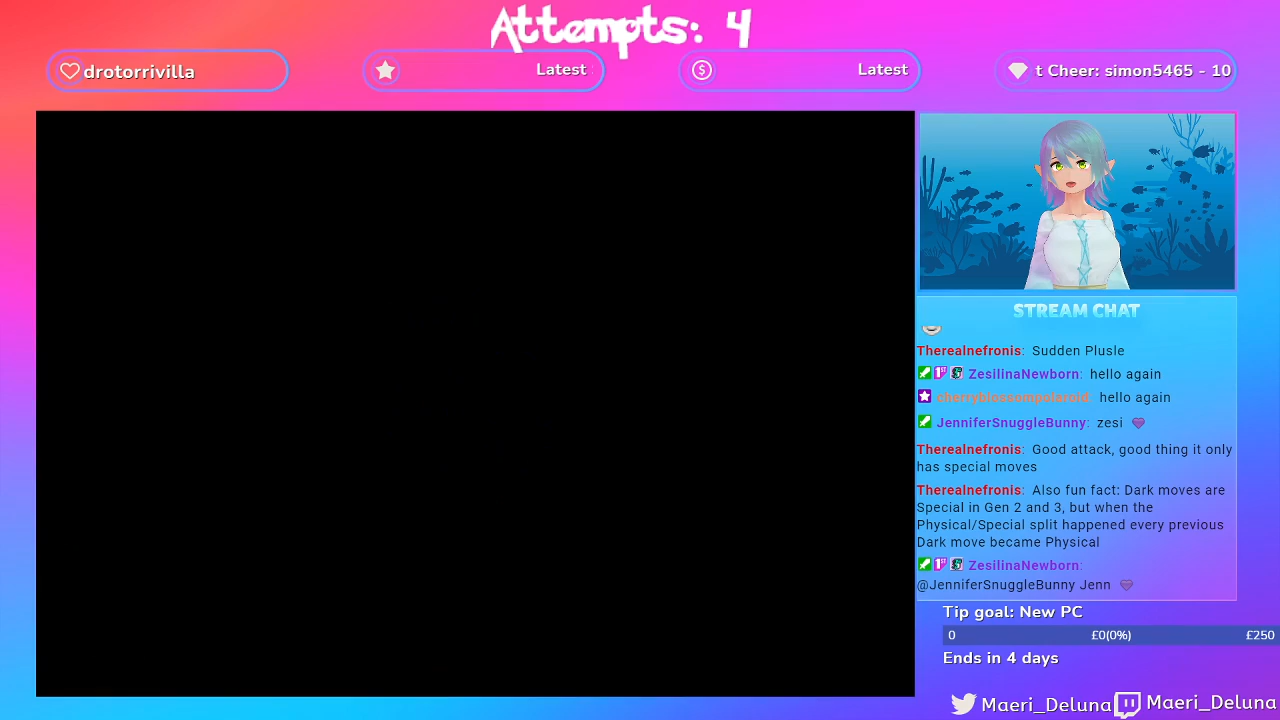 Attempts: 4
drotorrivilla
Latest
Latest
t Cheer: simon5465 - 10
STREAM CHAT
Therealnefronis: Sudden Plusle
ZesilinaNewborn: hello again
cherryblossompolaroid: hello again
JenniferSnuggleBunny: zesi
Therealnefronis: Good attack, good thing it only
has special moves
Therealnefronis: Also fun fact: Dark moves are
Special in Gen 2 and 3, but when the
Physical/Special split happened every previous
Dark move became Physical
ZesilinaNewborn:
@JenniferSnuggleBunny Jenn
Tip goal: New PC
0 £0(0%) £250
Ends in 4 days
Maeri_Deluna Maeri_Deluna